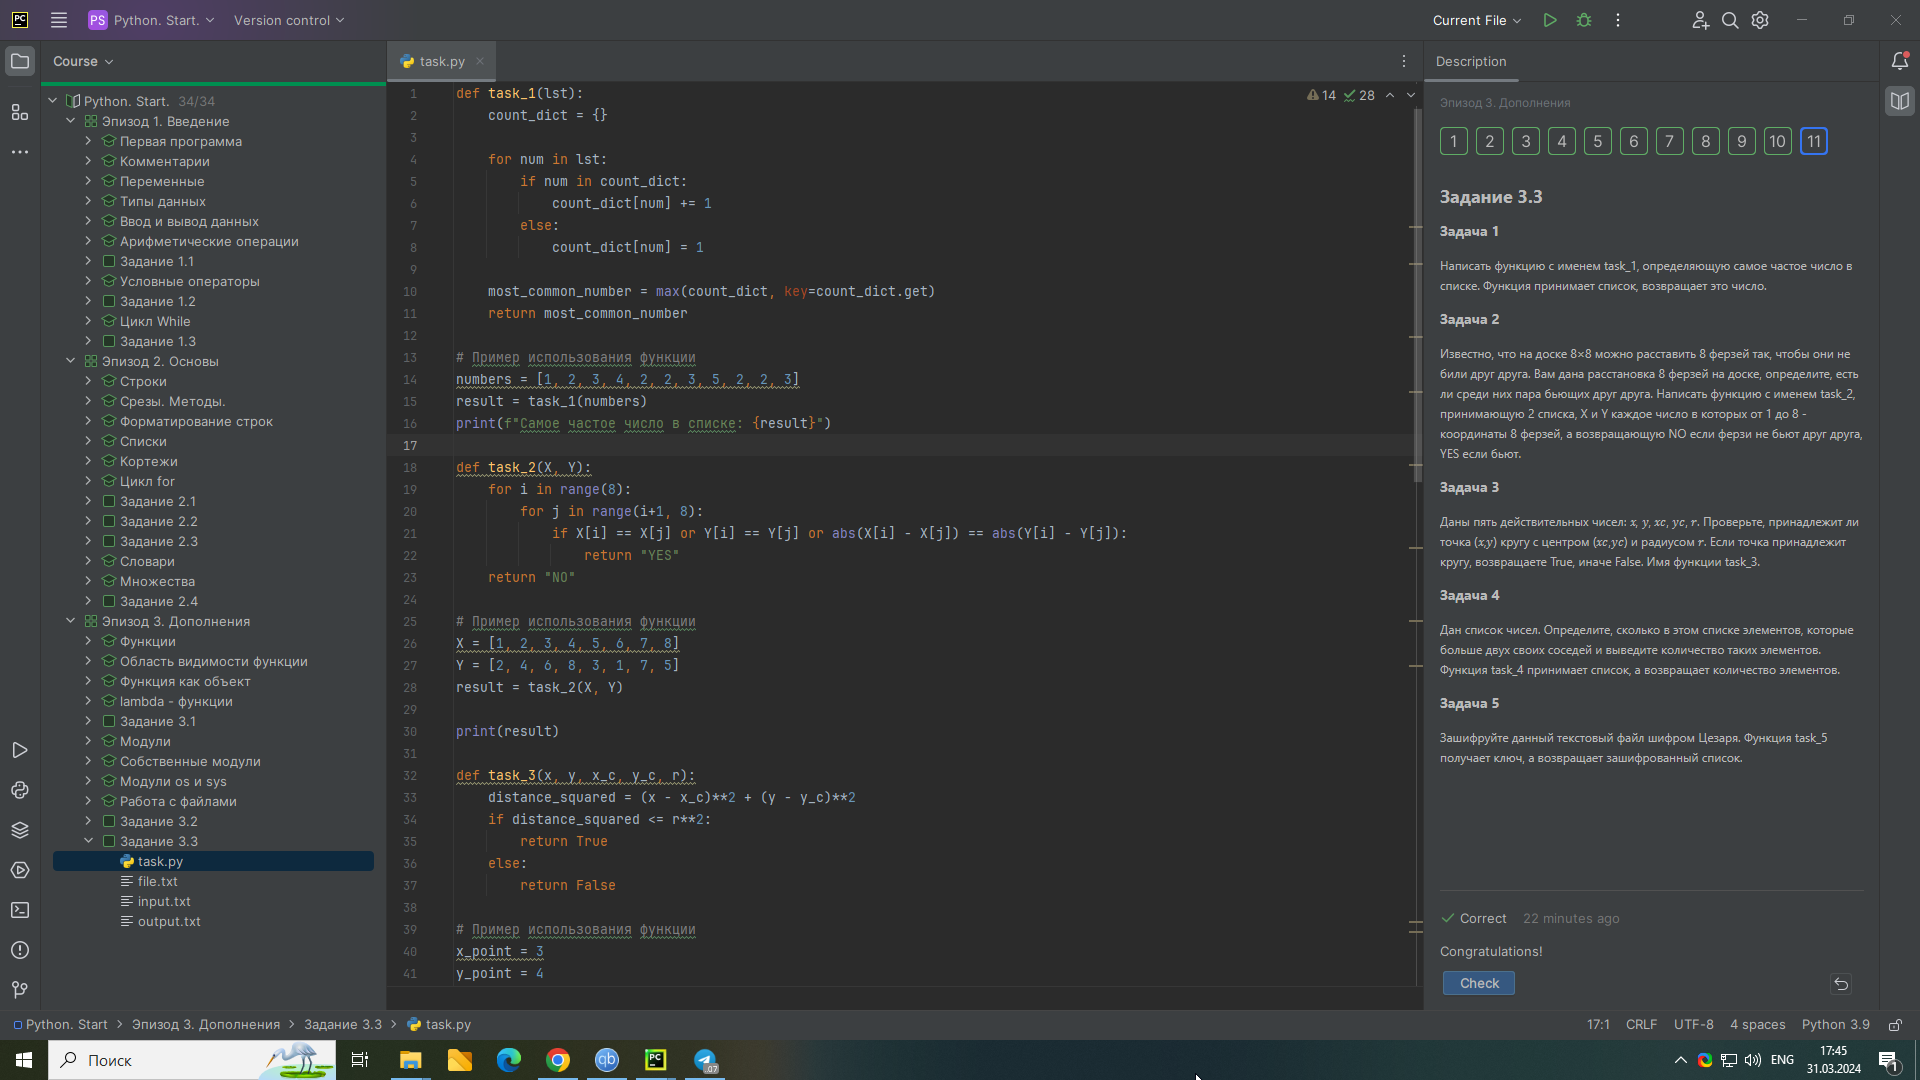 PC PS Python. Start. Version control Current File
Course
Python. Start. 34/34
Эпизод 1. Введение
Первая программа
Комментарии
Переменные
Типы данных
Ввод и вывод данных
Арифметические операции
Задание 1.1
Условные операторы
Задание 1.2
Цикл While
Задание 1.3
Эпизод 2. Основы
Строки
Срезы. Методы.
Форматирование строк
Списки
Кортежи
Цикл for
Задание 2.1
Задание 2.2
Задание 2.3
Словари
Множества
Задание 2.4
Эпизод 3. Дополнения
Функции
Область видимости функции
Функция как объект
lambda - функции
Задание 3.1
Модули
Собственные модули
Модули os и sys
Работа с файлами
Задание 3.2
Задание 3.3
task.py
file.txt
input.txt
output.txt
task.py
14 28
1 def task_1(lst):
2 count_dict = {}
3
4 for num in lst:
5 if num in count_dict:
6 count_dict[num] += 1
7 else:
8 count_dict[num] = 1
9
10 most_common_number = max(count_dict, key=count_dict.get)
11 return most_common_number
12
13 # Пример использования функции
14 numbers = [1, 2, 3, 4, 2, 2, 3, 5, 2, 2, 3]
15 result = task_1(numbers)
16 print(f"Самое частое число в списке: {result}")
17
18 def task_2(X, Y):
19 for i in range(8):
20 for j in range(i+1, 8):
21 if X[i] == X[j] or Y[i] == Y[j] or abs(X[i] - X[j]) == abs(Y[i] - Y[j]):
22 return "YES"
23 return "NO"
24
25 # Пример использования функции
26 X = [1, 2, 3, 4, 5, 6, 7, 8]
27 Y = [2, 4, 6, 8, 3, 1, 7, 5]
28 result = task_2(X, Y)
29
30 print(result)
31
32 def task_3(x, y, x_c, y_c, r):
33 distance_squared = (x - x_c)**2 + (y - y_c)**2
34 if distance_squared <= r**2:
35 return True
36 else:
37 return False
38
39 # Пример использования функции
40 x_point = 3
41 y_point = 4
Description
Эпизод 3. Дополнения
1 2 3 4 5 6 7 8 9 10 11
Задание 3.3
Задача 1
Написать функцию с именем task_1, определяющую самое частое число в
списке. Функция принимает список, возвращает это число.
Задача 2
Известно, что на доске 8×8 можно расставить 8 ферзей так, чтобы они не
били друг друга. Вам дана расстановка 8 ферзей на доске, определите, есть
ли среди них пара бьющих друг друга. Написать функцию с именем task_2,
принимающую 2 списка, X и Y каждое число в которых от 1 до 8 -
координаты 8 ферзей, а возвращающую NO если ферзи не бьют друг друга,
YES если бьют.
Задача 3
Даны пять действительных чисел: x, y, xc, yc, r. Проверьте, принадлежит ли
точка (x,y) кругу с центром (xc,yc) и радиусом r. Если точка принадлежит
кругу, возвращаете True, иначе False. Имя функции task_3.
Задача 4
Дан список чисел. Определите, сколько в этом списке элементов, которые
больше двух своих соседей и выведите количество таких элементов.
Функция task_4 принимает список, а возвращает количество элементов.
Задача 5
Зашифруйте данный текстовый файл шифром Цезаря. Функция task_5
получает ключ, а возвращает зашифрованный список.
Correct 22 minutes ago
Congratulations!
Check
Python. Start Эпизод 3. Дополнения Задание 3.3 task.py
17:1 CRLF UTF-8 4 spaces Python 3.9
Поиск
qb
PC
.07
ENG
17:45
31.03.2024
1